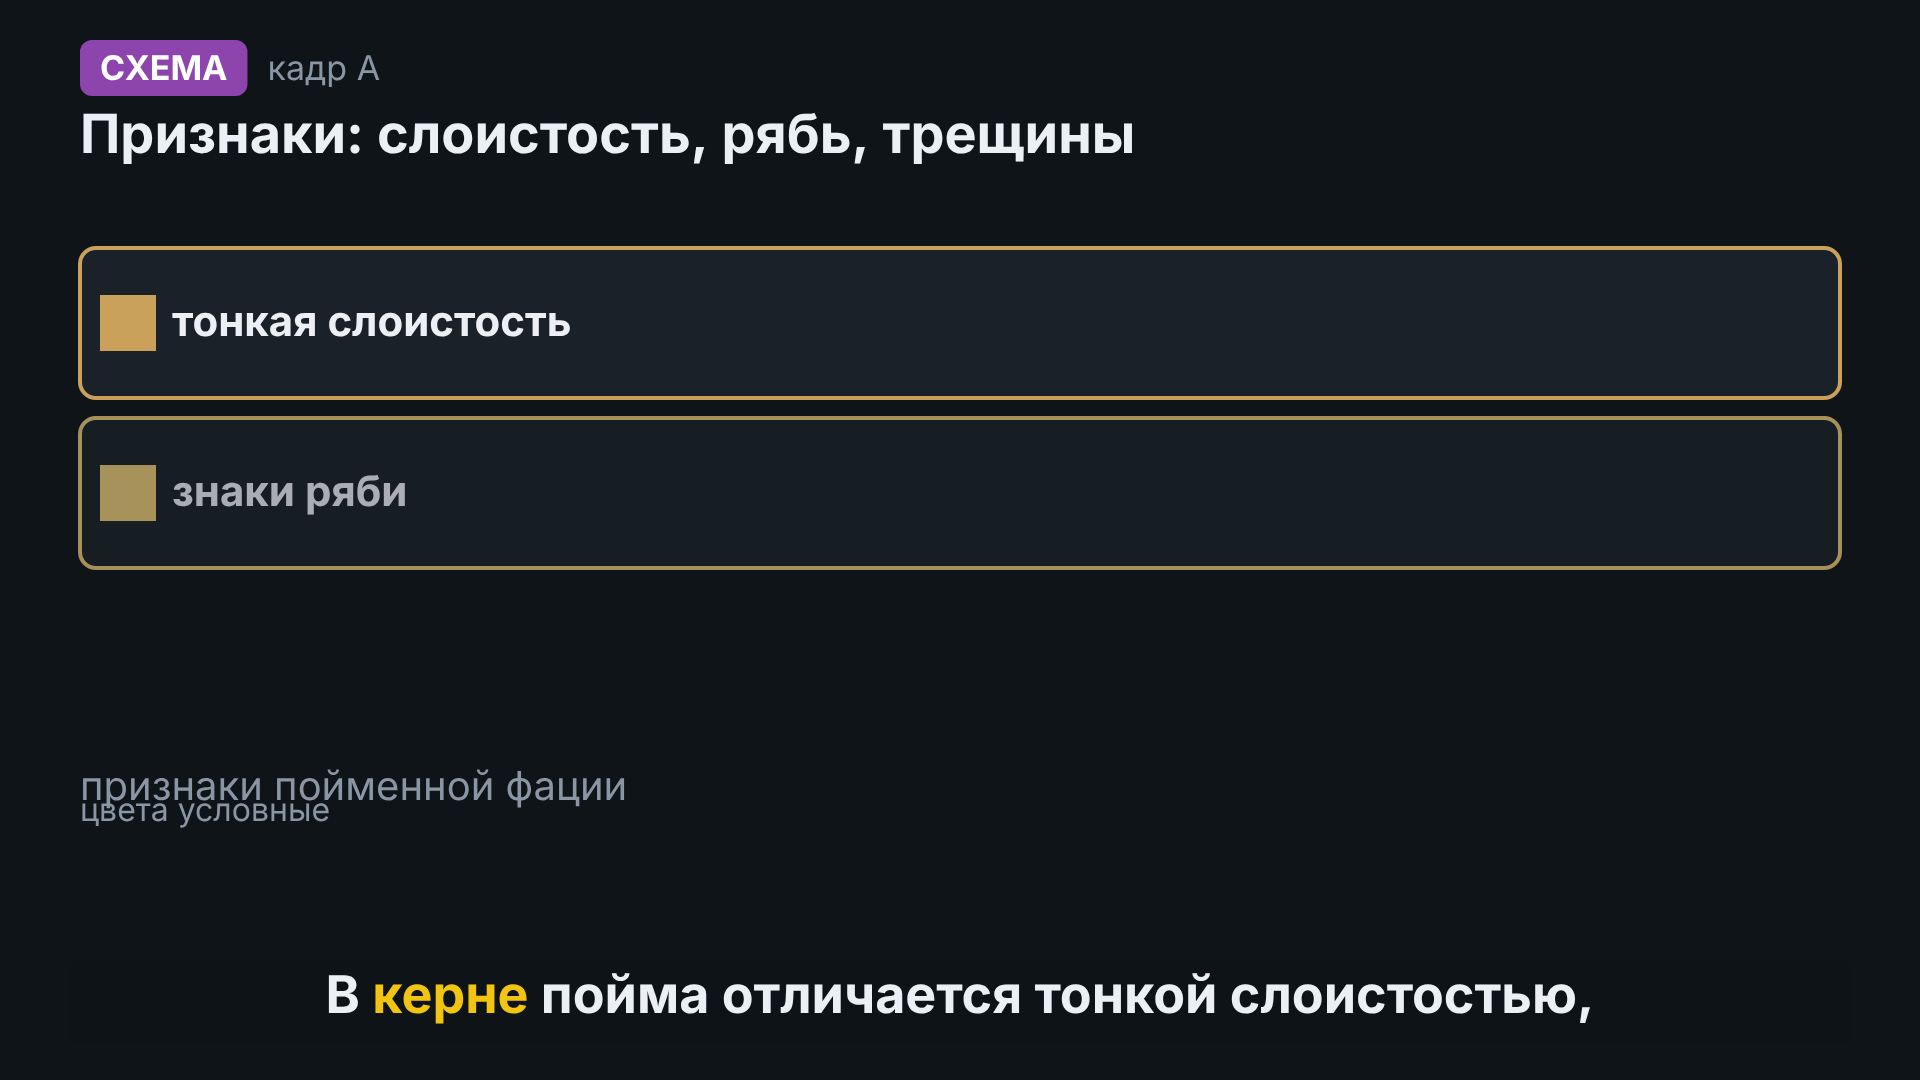 СХЕМА кадр А
Признаки: слоистость, рябь, трещины
тонкая слоистость
знаки ряби
признаки пойменной фации
цвета условные
В керне пойма отличается тонкой слоистостью,